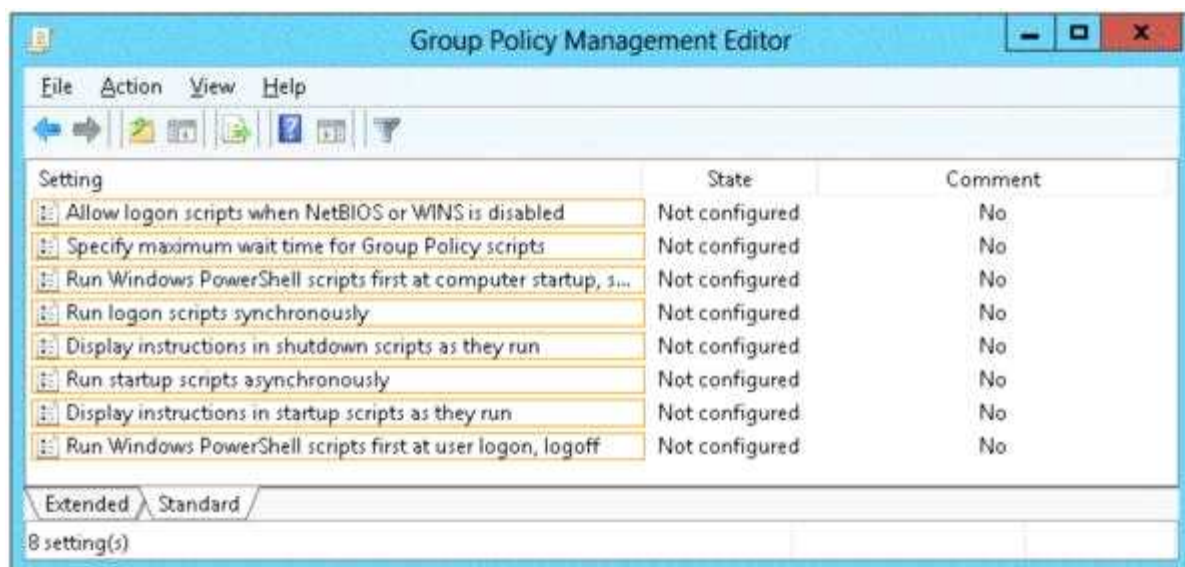 Group Policy Management Editor
File Action View Help
Setting State Comment
Allow logon scripts when NetBIOS or WINS is disabled Not configured No
Specify maximum wait time for Group Policy scripts Not configured No
Run Windows PowerShell scripts first at computer startup, s... Not configured No
Run logon scripts synchronously Not configured No
Display instructions in shutdown scripts as they run Not configured No
Run startup scripts asynchronously Not configured No
Display instructions in startup scripts as they run Not configured No
Run Windows PowerShell scripts first at user logon, logoff Not configured No
Extended Standard
8 setting(s)